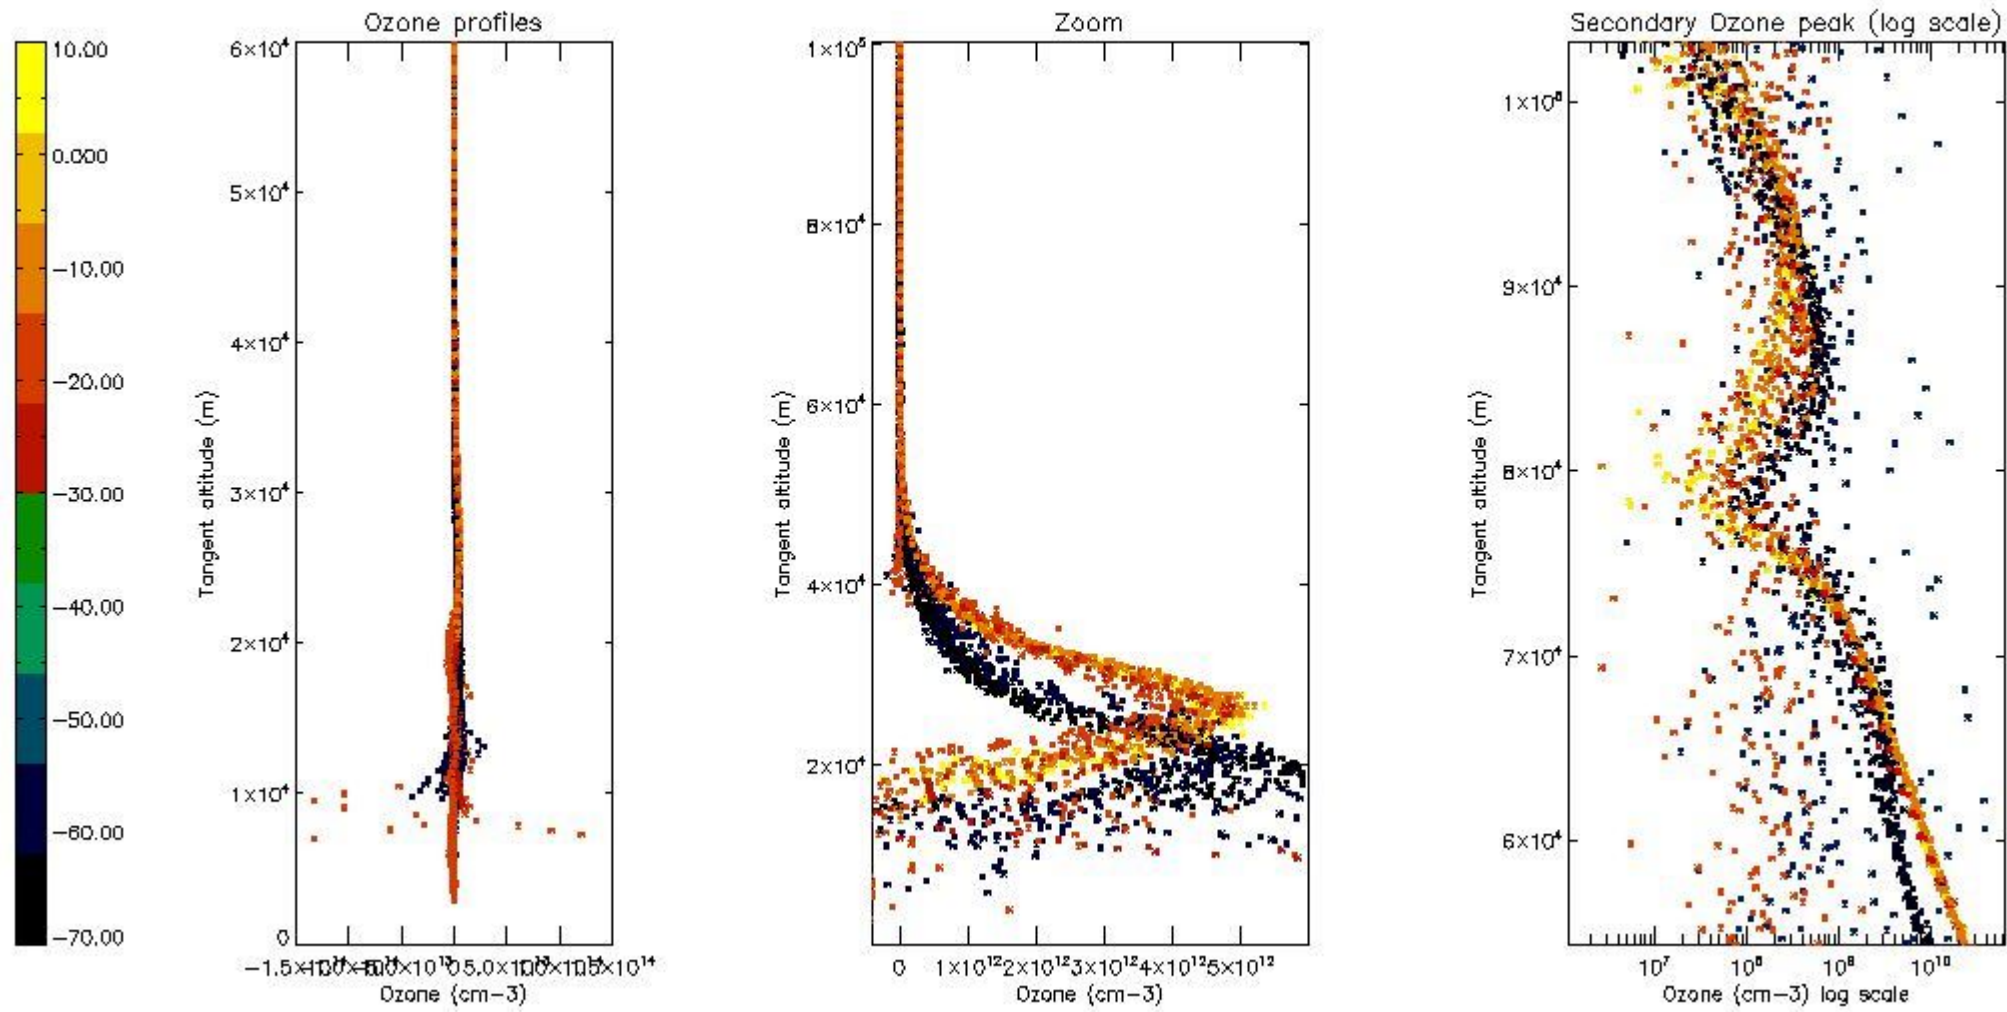 Ozone profiles
Zoom
Secondary Ozone peak (log scale)
10.00
0.000
−10.00
−20.00
−30.00
−40.00
−50.00
−60.00
−70.00
6×10⁴
5×10⁴
4×10⁴
3×10⁴
2×10⁴
1×10⁴
0
Tangent altitude (m)
Ozone (cm−3)
1×10⁵
8×10⁴
6×10⁴
4×10⁴
2×10⁴
Tangent altitude (m)
0 1×10¹² 2×10¹² 3×10¹² 4×10¹² 5×10¹²
Ozone (cm−3)
1×10⁵
9×10⁴
8×10⁴
7×10⁴
6×10⁴
Tangent altitude (m)
10⁷ 10⁸ 10⁹ 10¹⁰
Ozone (cm−3) log scale